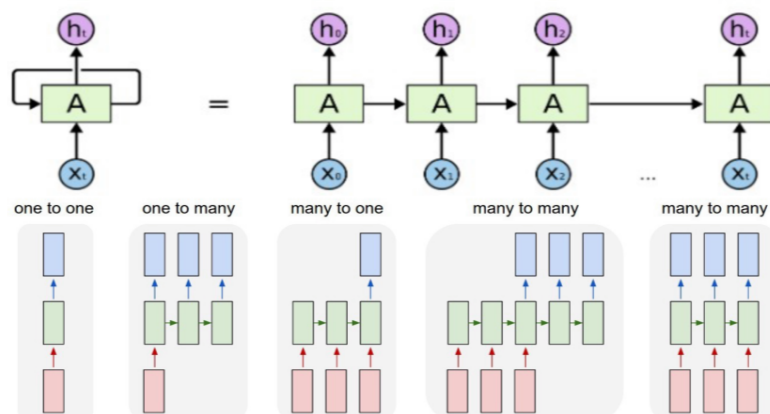 hₜ h₀ h₁ h₂ hₜ
A = A A A A
xₜ x₀ x₁ x₂ ... xₜ
one to one one to many many to one many to many many to many